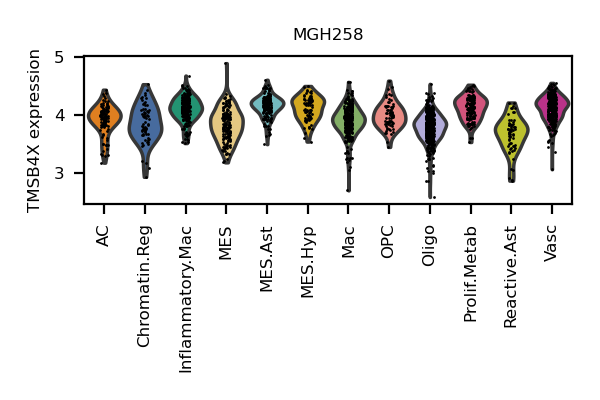 MGH258
TMSB4X expression
5
4
3
AC
Chromatin.Reg
Inflammatory.Mac
MES
MES.Ast
MES.Hyp
Mac
OPC
Oligo
Prolif.Metab
Reactive.Ast
Vasc